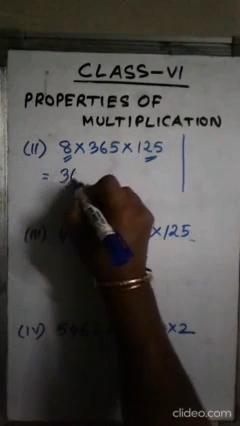 CLASS-VI
PROPERTIES OF
MULTIPLICATION
(II) 8×365×125
= 3
(III) ×125
(IV) ×2
clideo.com